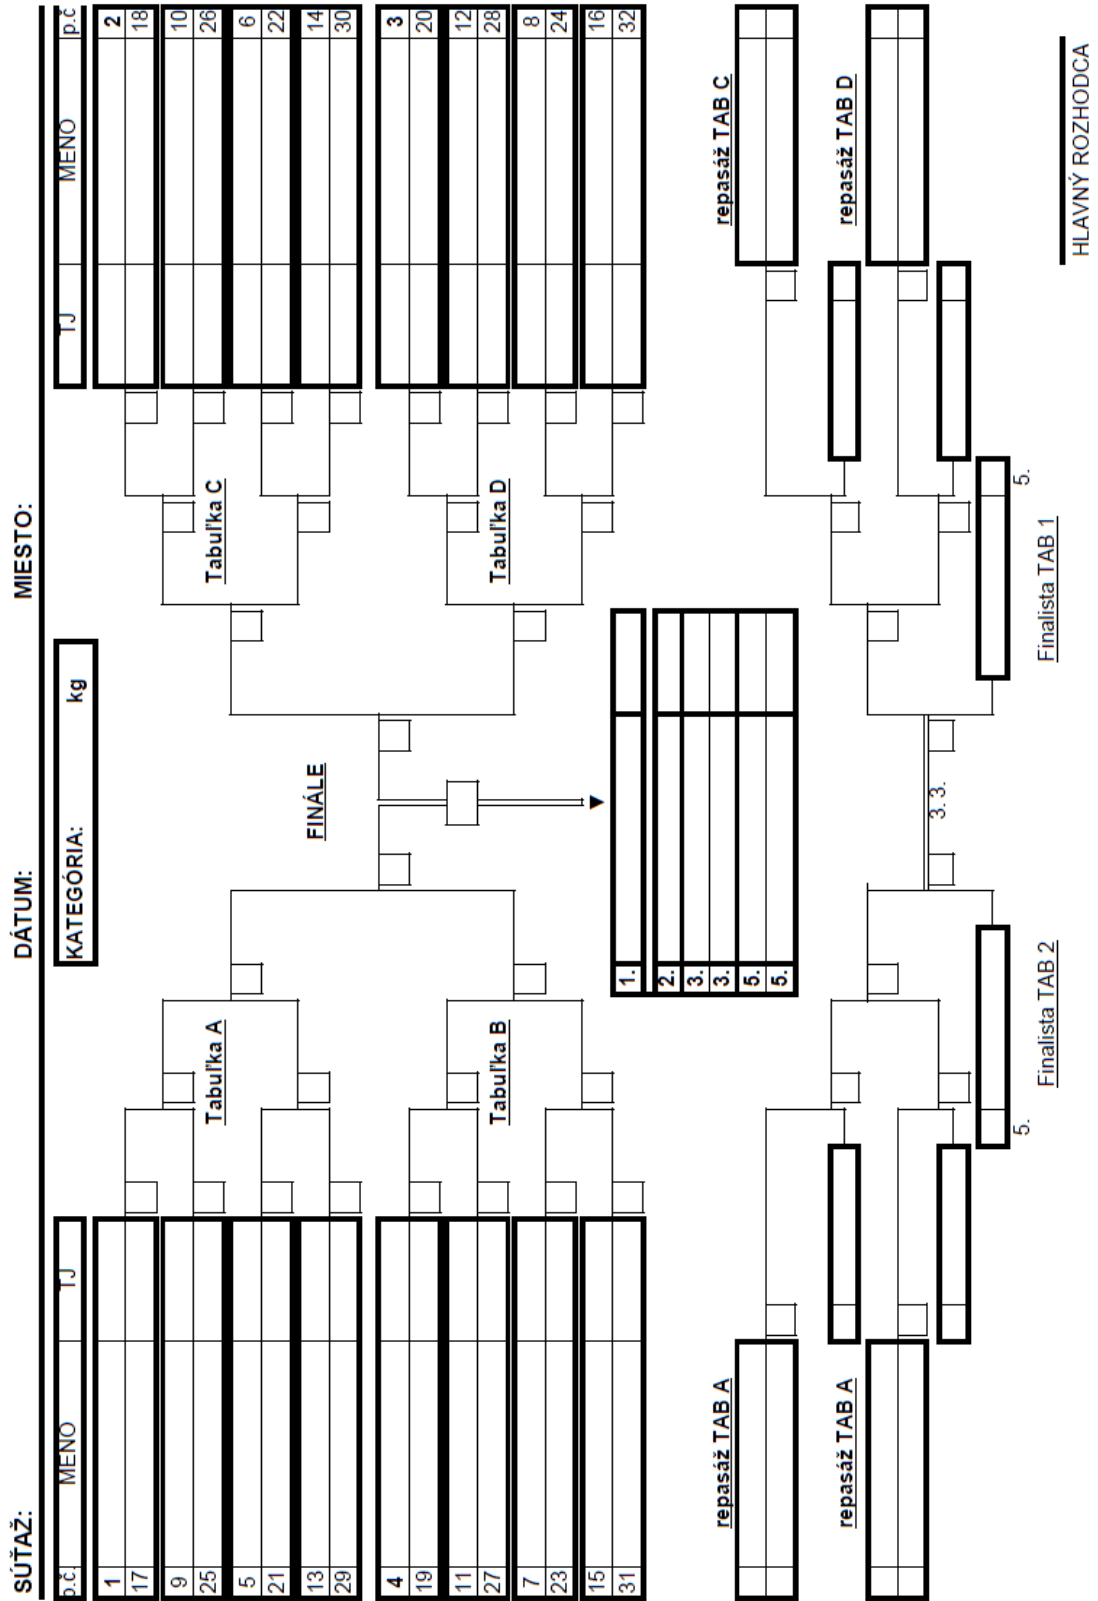 SÚŤAŽ: DÁTUM: MIESTO:
p.č. MENO TJ KATEGÓRIA: kg TJ MENO p.č
1 2
17 18
9 10
25 26
Tabuľka A Tabuľka C
5 6
21 22
13 14
29 30
FINÁLE
4 3
19 20
11 12
27 28
Tabuľka B Tabuľka D
7 8
23 24
15 16
31 32
1.
2.
3.
3.
5.
5.
repasáž TAB A repasáž TAB C
repasáž TAB A repasáž TAB D
3. 3.
5. 5.
Finalista TAB 2 Finalista TAB 1
HLAVNÝ ROZHODCA